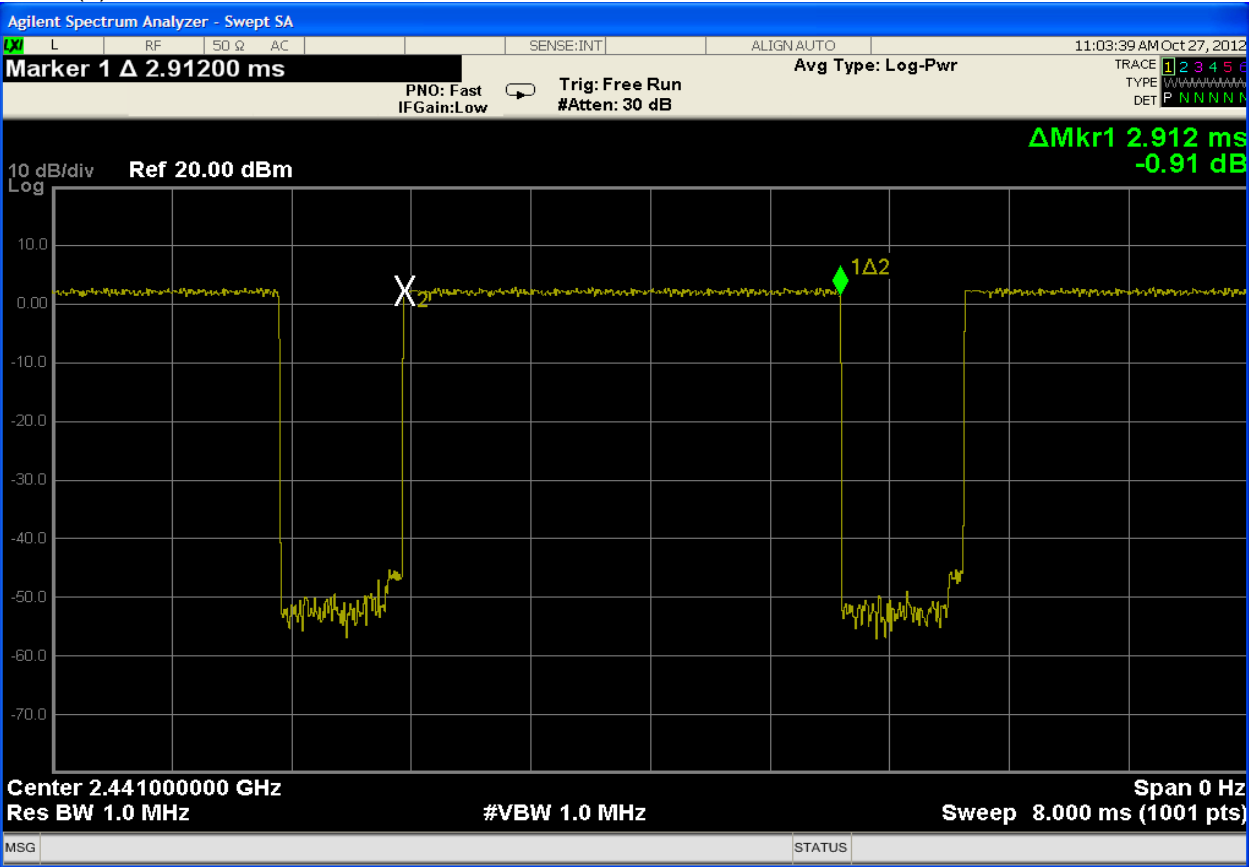 Agilent Spectrum Analyzer - Swept SA
LXI L RF 50 Ω AC SENSE:INT ALIGN AUTO 11:03:39 AM Oct 27, 2012
Marker 1 Δ 2.91200 ms
PNO: Fast
IFGain:Low
Trig: Free Run
#Atten: 30 dB
Avg Type: Log-Pwr
TRACE 1 2 3 4 5 6
TYPE
DET P N N N N N
ΔMkr1 2.912 ms
-0.91 dB
10 dB/div Ref 20.00 dBm
Log
10.0
1Δ2
X 2
0.00
-10.0
-20.0
-30.0
-40.0
-50.0
-60.0
-70.0
Center 2.441000000 GHz Span 0 Hz
Res BW 1.0 MHz #VBW 1.0 MHz Sweep 8.000 ms (1001 pts)
MSG STATUS